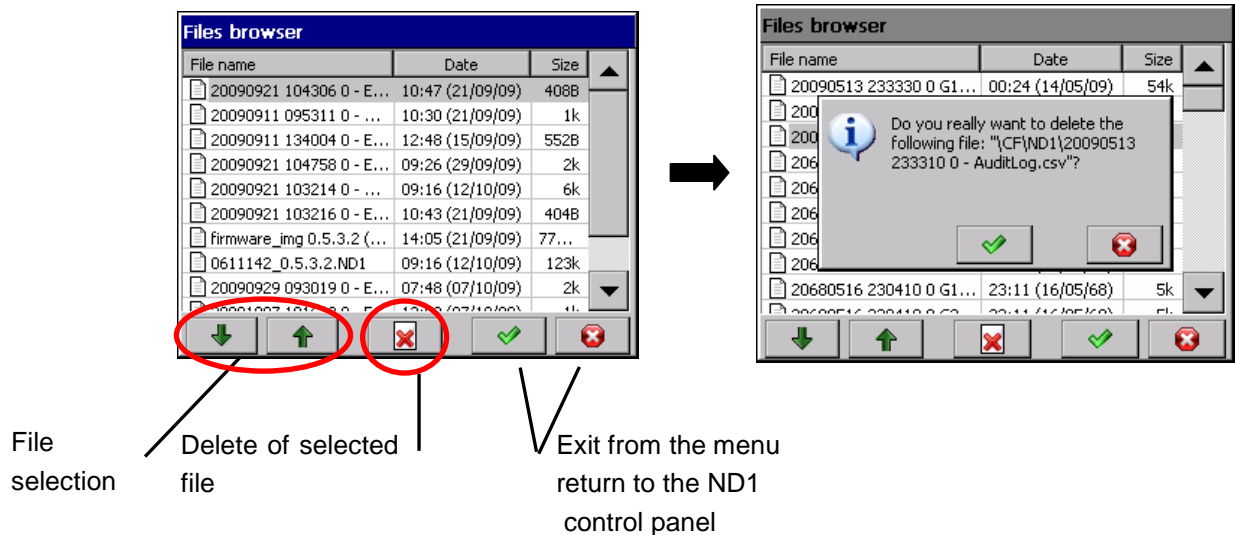 Files browser
File name Date Size
20090921 104306 0 - E... 10:47 (21/09/09) 408B
20090911 095311 0 - ... 10:30 (21/09/09) 1k
20090911 134004 0 - E... 12:48 (15/09/09) 552B
20090921 104758 0 - E... 09:26 (29/09/09) 2k
20090921 103214 0 - ... 09:16 (12/10/09) 6k
20090921 103216 0 - E... 10:43 (21/09/09) 404B
firmware_img 0.5.3.2 (... 14:05 (21/09/09) 77...
0611142_0.5.3.2.ND1 09:16 (12/10/09) 123k
20090929 093019 0 - E... 07:48 (07/10/09) 2k
File
selection
Delete of selected
file
Exit from the menu
return to the ND1
control panel
Files browser
File name Date Size
20090513 233330 0 G1... 00:24 (14/05/09) 54k
200
200
206
206
206
206
206
Do you really want to delete the
following file: "\CF\ND1\20090513
233310 0 - AuditLog.csv"?
20680516 230410 0 G1... 23:11 (16/05/68) 5k